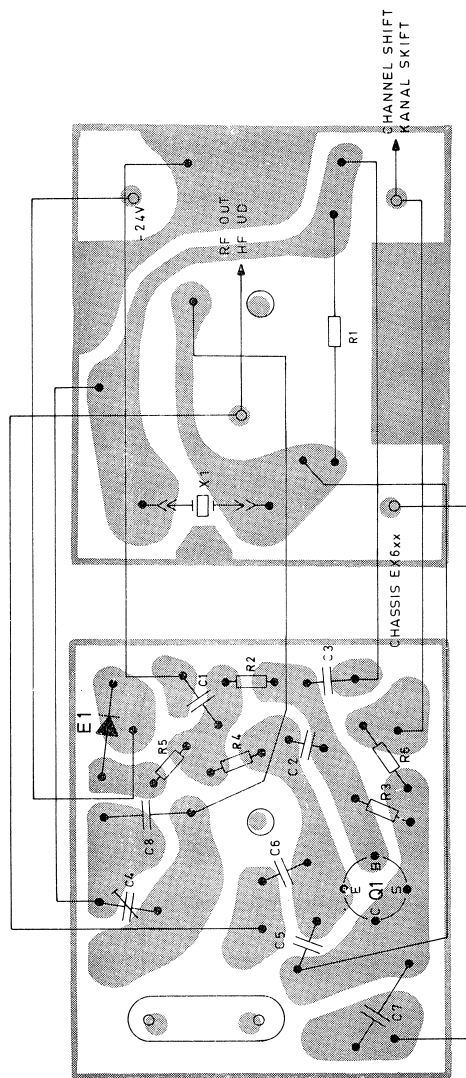 CHANNEL SHIFT
KANAL SKIFT
-24V
RF OUT
HF UD
R1
X1
CHASSIS EX6xx
E1
C1
R2
C3
R5
R4
C2
R6
C8
R3
C4
C6
E
B
Q1
C
S
C5
C7